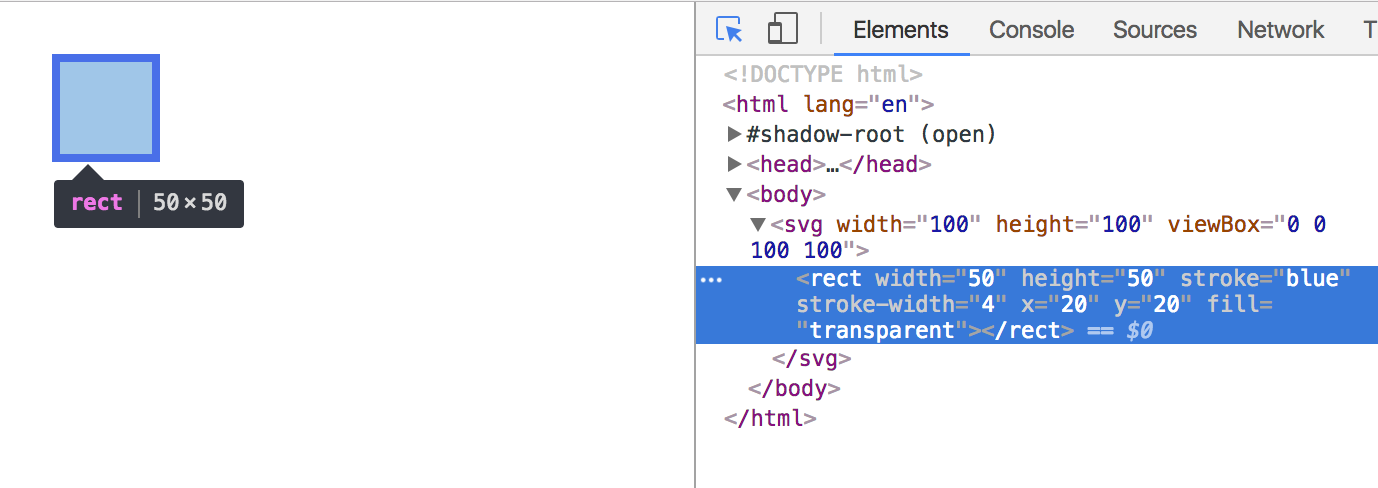 Elements Console Sources Network T
<!DOCTYPE html>
<html lang="en">
▶#shadow-root (open)
▶<head>…</head>
▼<body>
▼<svg width="100" height="100" viewBox="0 0
100 100">
<rect width="50" height="50" stroke="blue"
stroke-width="4" x="20" y="20" fill=
"transparent"></rect> == $0
</svg>
</body>
</html>
rect 50×50